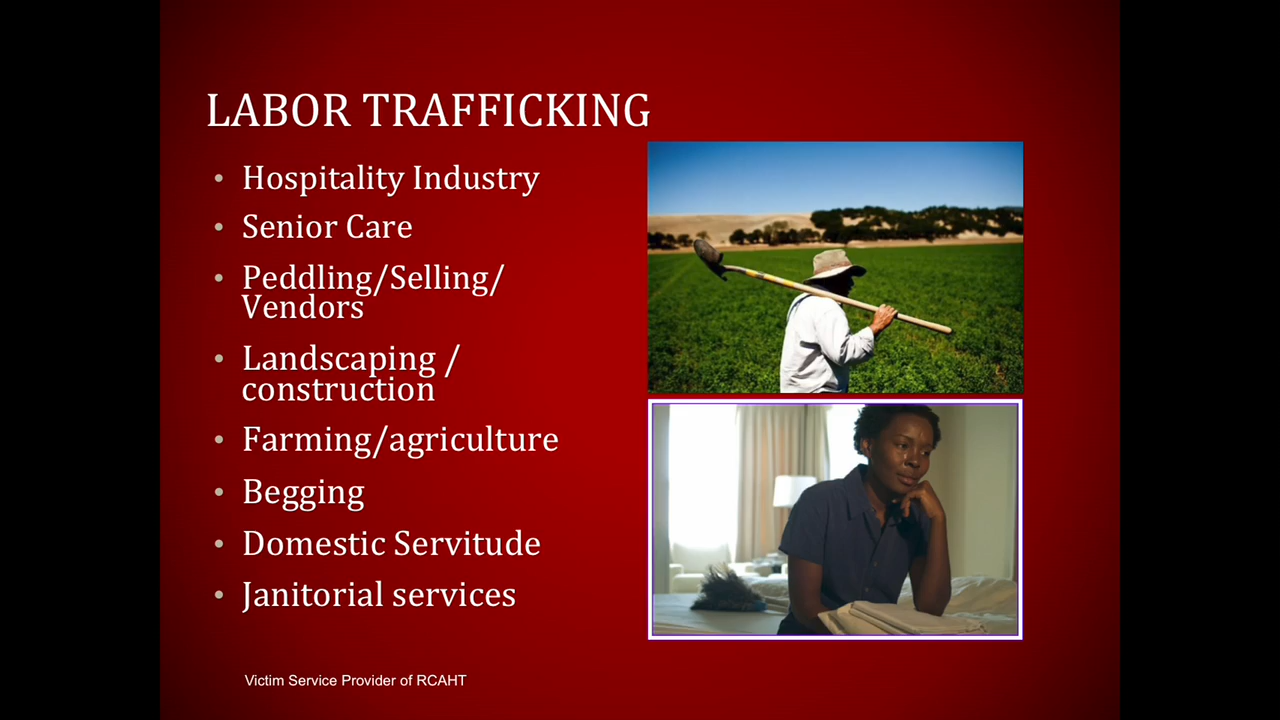 LABOR TRAFFICKING
• Hospitality Industry
• Senior Care
• Peddling/Selling/
Vendors
• Landscaping /
construction
• Farming/agriculture
• Begging
• Domestic Servitude
• Janitorial services
Victim Service Provider of RCAHT